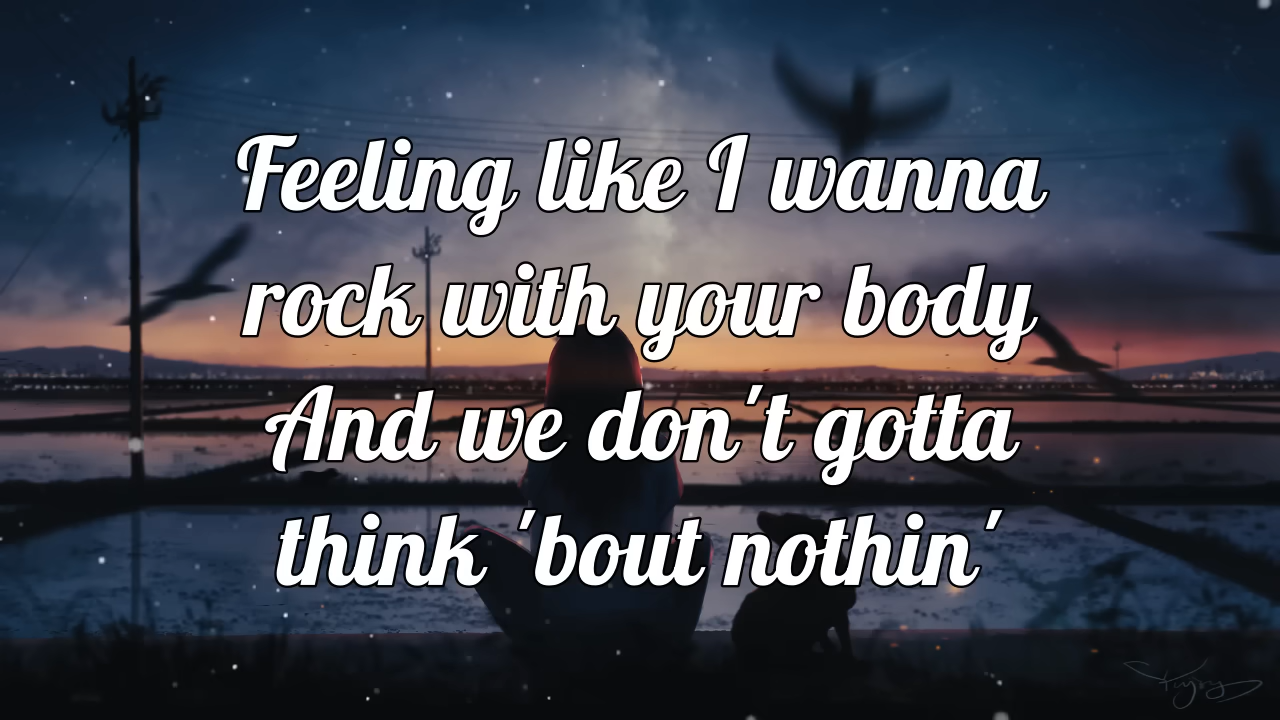 Feeling like I wanna
rock with your body
And we don't gotta
think 'bout nothin'